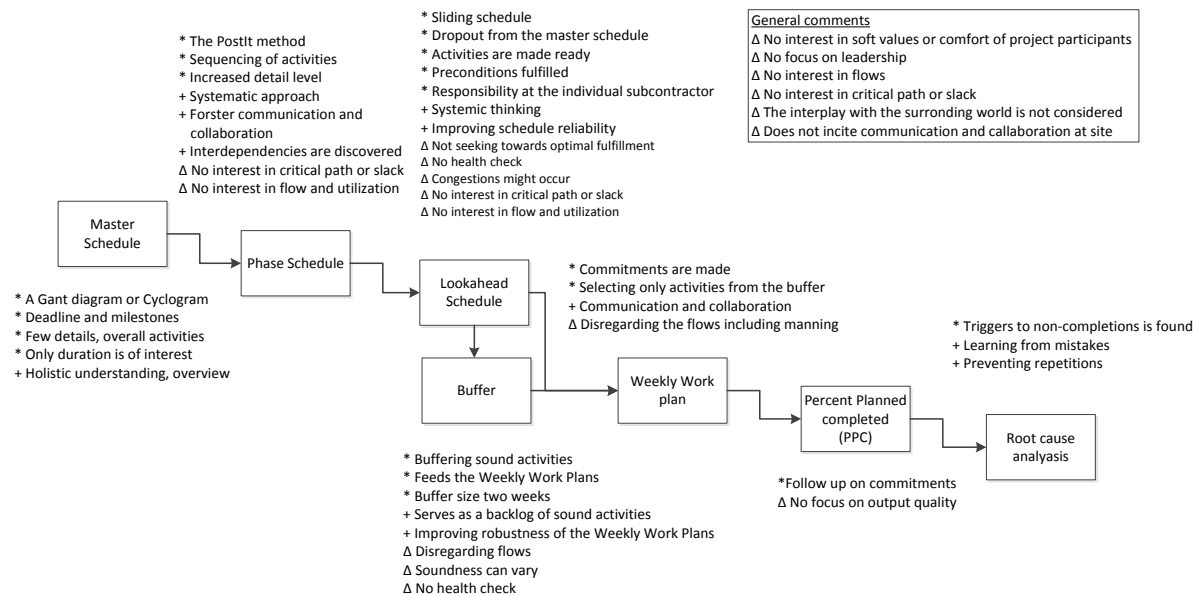 * The PostIt method
* Sequencing of activities
* Increased detail level
+ Systematic approach
+ Forster communication and
collaboration
+ Interdependencies are discovered
Δ No interest in critical path or slack
Δ No interest in flow and utilization
* Sliding schedule
* Dropout from the master schedule
* Activities are made ready
* Preconditions fulfilled
* Responsibility at the individual subcontractor
+ Systemic thinking
+ Improving schedule reliability
Δ Not seeking towards optimal fulfillment
Δ No health check
Δ Congestions might occur
Δ No interest in critical path or slack
Δ No interest in flow and utilization
General comments
Δ No interest in soft values or comfort of project participants
Δ No focus on leadership
Δ No interest in flows
Δ No interest in critical path or slack
Δ The interplay with the surronding world is not considered
Δ Does not incite communication and callaboration at site
Master
Schedule
Phase Schedule
Lookahead
Schedule
Buffer
Weekly Work
plan
Percent Planned
completed
(PPC)
Root cause
analysis
* A Gant diagram or Cyclogram
* Deadline and milestones
* Few details, overall activities
* Only duration is of interest
+ Holistic understanding, overview
* Commitments are made
* Selecting only activities from the buffer
+ Communication and collaboration
Δ Disregarding the flows including manning
* Triggers to non-completions is found
+ Learning from mistakes
+ Preventing repetitions
* Buffering sound activities
* Feeds the Weekly Work Plans
* Buffer size two weeks
+ Serves as a backlog of sound activities
+ Improving robustness of the Weekly Work Plans
Δ Disregarding flows
Δ Soundness can vary
Δ No health check
*Follow up on commitments
Δ No focus on output quality